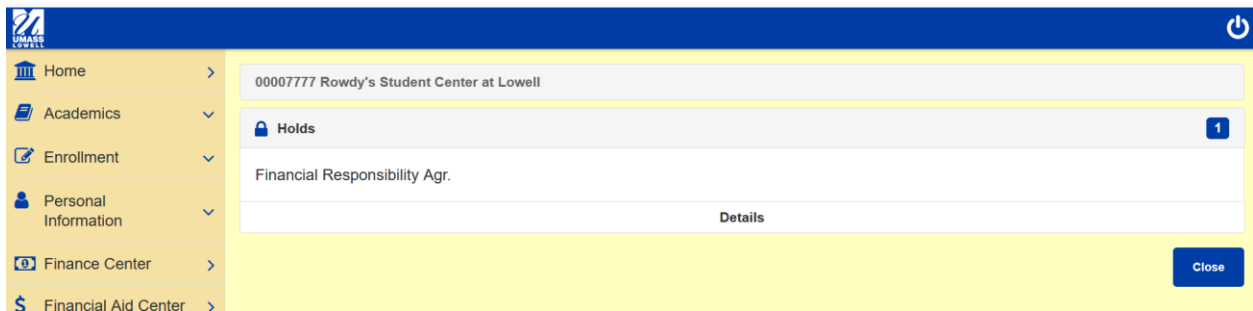 UMASS
LOWELL
Home
Academics
Enrollment
Personal
Information
Finance Center
Financial Aid Center
00007777 Rowdy's Student Center at Lowell
Holds
1
Financial Responsibility Agr.
Details
Close